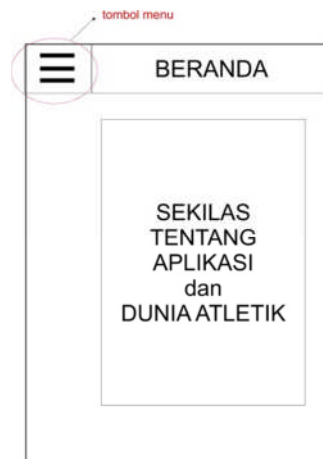 tombol menu
BERANDA
SEKILAS
TENTANG
APLIKASI
dan
DUNIA ATLETIK